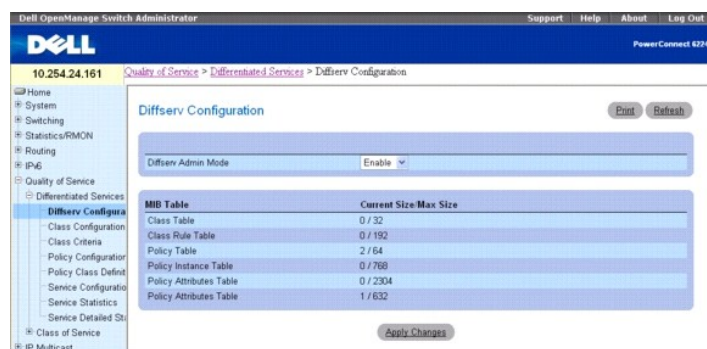 Dell OpenManage Switch Administrator
Support Help About Log Out
DELL
PowerConnect 6224
10.254.24.161
Quality of Service > Differentiated Services > Diffserv Configuration
Home
System
Switching
Statistics/RMON
Routing
IPv6
Quality of Service
Differentiated Services
Diffserv Configura
Class Configuration
Class Criteria
Policy Configuration
Policy Class Definit
Service Configuratio
Service Statistics
Service Detailed Sta
Class of Service
IP Multicast
Diffserv Configuration
Print Refresh
Diffserv Admin Mode Enable
MIB Table Current Size/Max Size
Class Table 0 / 32
Class Rule Table 0 / 192
Policy Table 2 / 64
Policy Instance Table 0 / 768
Policy Attributes Table 0 / 2304
Policy Attributes Table 1 / 632
Apply Changes